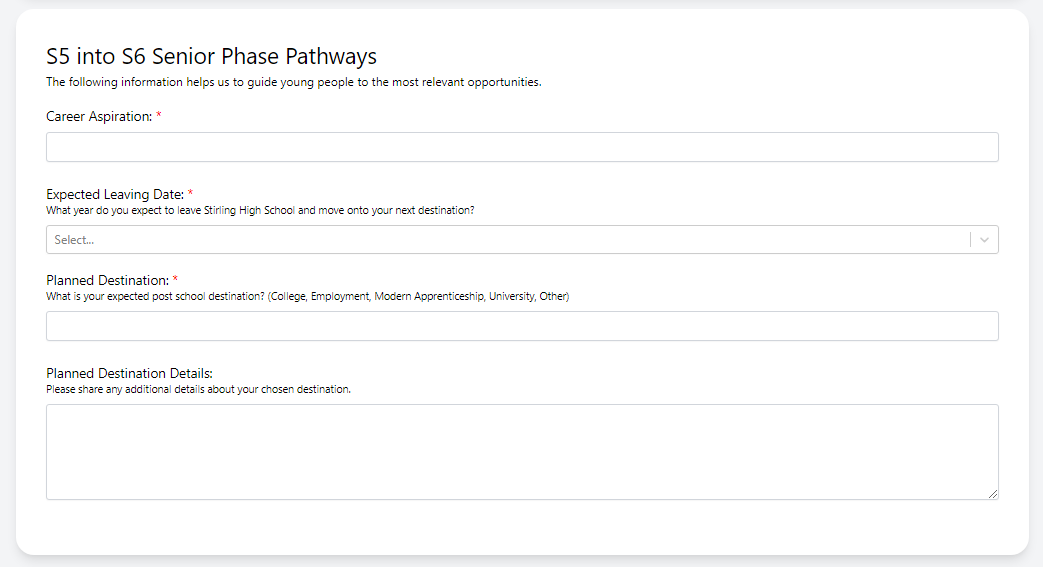 S5 into S6 Senior Phase Pathways
The following information helps us to guide young people to the most relevant opportunities.
Career Aspiration: *
Expected Leaving Date: *
What year do you expect to leave Stirling High School and move onto your next destination?
Select...
Planned Destination: *
What is your expected post school destination? (College, Employment, Modern Apprenticeship, University, Other)
Planned Destination Details:
Please share any additional details about your chosen destination.